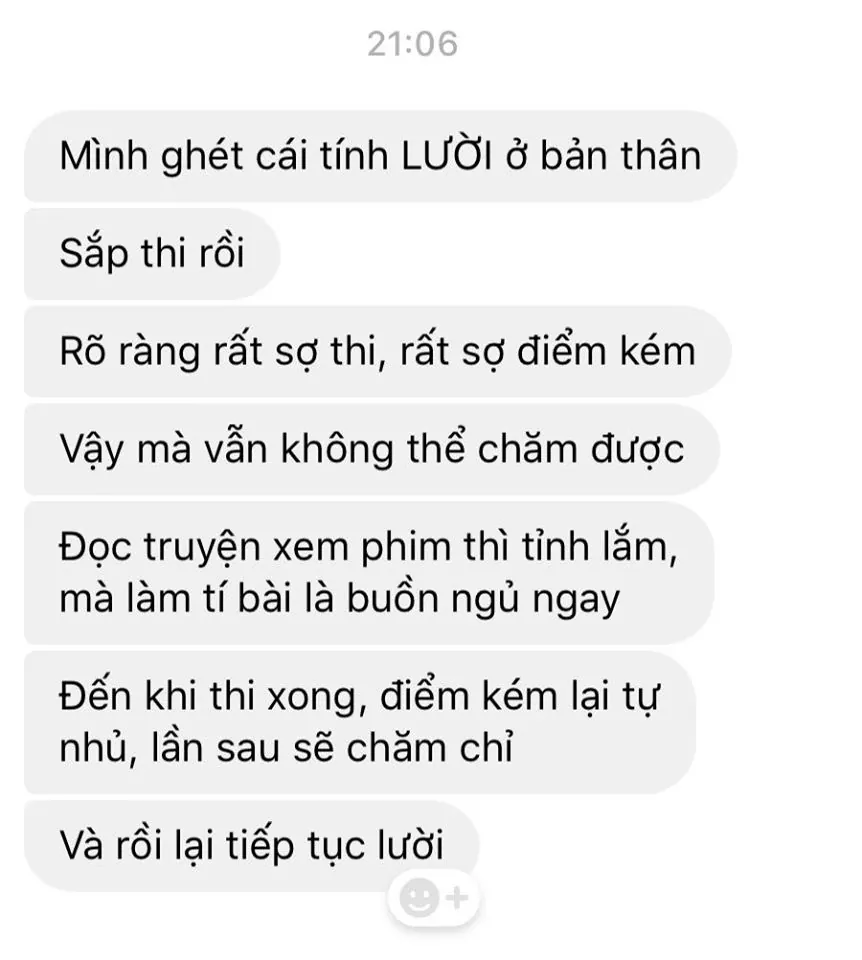 21:06
Mình ghét cái tính LƯỜI ở bản thân
Sắp thi rồi
Rõ ràng rất sợ thi, rất sợ điểm kém
Vậy mà vẫn không thể chăm được
Đọc truyện xem phim thì tỉnh lắm,
mà làm tí bài là buồn ngủ ngay
Đến khi thi xong, điểm kém lại tự
nhủ, lần sau sẽ chăm chỉ
Và rồi lại tiếp tục lười